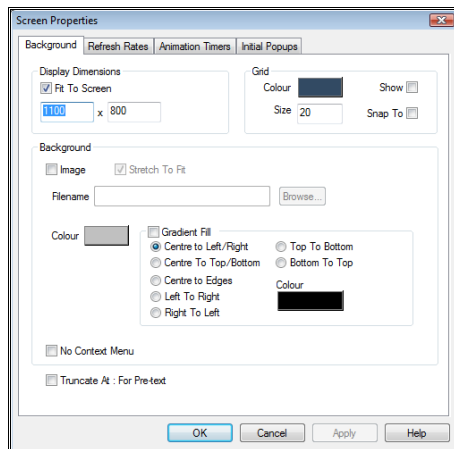 Screen Properties
Background Refresh Rates Animation Timers Initial Popups
Display Dimensions
Fit To Screen
1100 x 800
Grid
Colour Show
Size 20 Snap To
Background
Image Stretch To Fit
Filename Browse...
Colour
Gradient Fill
Centre to Left/Right Top To Bottom
Centre To Top/Bottom Bottom To Top
Centre to Edges Colour
Left To Right
Right To Left
No Context Menu
Truncate At : For Pre-text
OK Cancel Apply Help